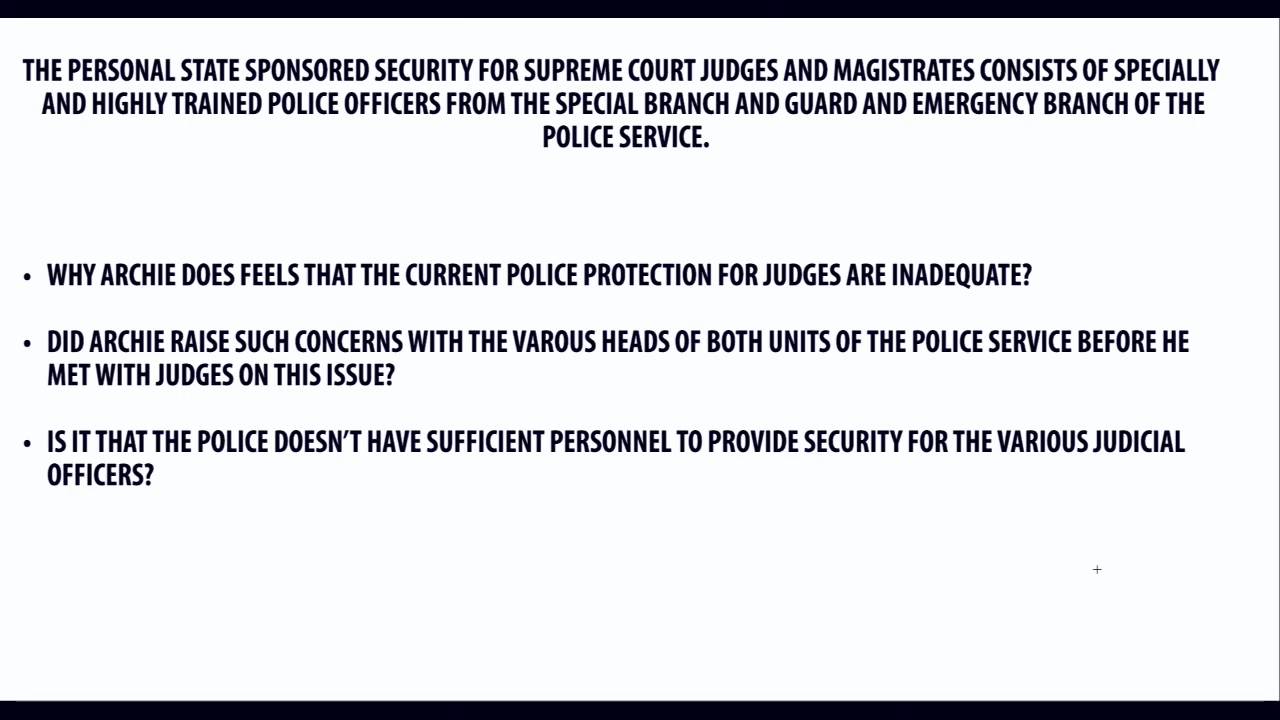 THE PERSONAL STATE SPONSORED SECURITY FOR SUPREME COURT JUDGES AND MAGISTRATES CONSISTS OF SPECIALLY
AND HIGHLY TRAINED POLICE OFFICERS FROM THE SPECIAL BRANCH AND GUARD AND EMERGENCY BRANCH OF THE
POLICE SERVICE.
• WHY ARCHIE DOES FEELS THAT THE CURRENT POLICE PROTECTION FOR JUDGES ARE INADEQUATE?
• DID ARCHIE RAISE SUCH CONCERNS WITH THE VAROUS HEADS OF BOTH UNITS OF THE POLICE SERVICE BEFORE HE
MET WITH JUDGES ON THIS ISSUE?
• IS IT THAT THE POLICE DOESN'T HAVE SUFFICIENT PERSONNEL TO PROVIDE SECURITY FOR THE VARIOUS JUDICIAL
OFFICERS?